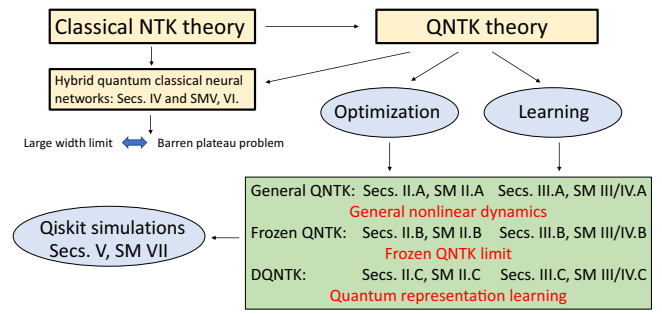 Classical NTK theory
QNTK theory
Hybrid quantum classical neural
networks: Secs. IV and SMV, VI.
Optimization
Learning
Large width limit
Barren plateau problem
General QNTK: Secs. II.A, SM II.A Secs. III.A, SM III/IV.A
General nonlinear dynamics
Frozen QNTK: Secs. II.B, SM II.B Secs. III.B, SM III/IV.B
Frozen QNTK limit
DQNTK: Secs. II.C, SM II.C Secs. III.C, SM III/IV.C
Quantum representation learning
Qiskit simulations
Secs. V, SM VII